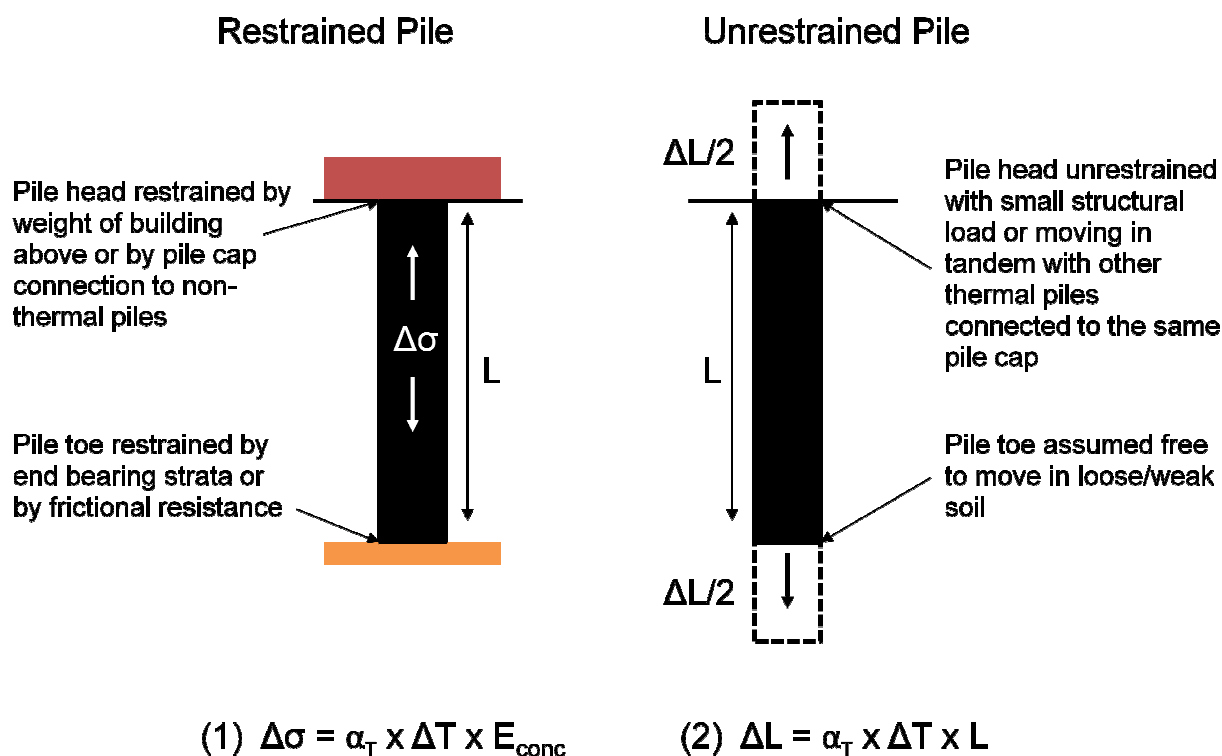 Restrained Pile
Pile head restrained by
weight of building
above or by pile cap
connection to non-
thermal piles
Δσ
L
Pile toe restrained by
end bearing strata or
by frictional resistance
(1) Δσ = α_T x ΔT x E_conc
Unrestrained Pile
ΔL/2
Pile head unrestrained
with small structural
load or moving in
tandem with other
thermal piles
connected to the same
pile cap
L
Pile toe assumed free
to move in loose/weak
soil
ΔL/2
(2) ΔL = α_T x ΔT x L